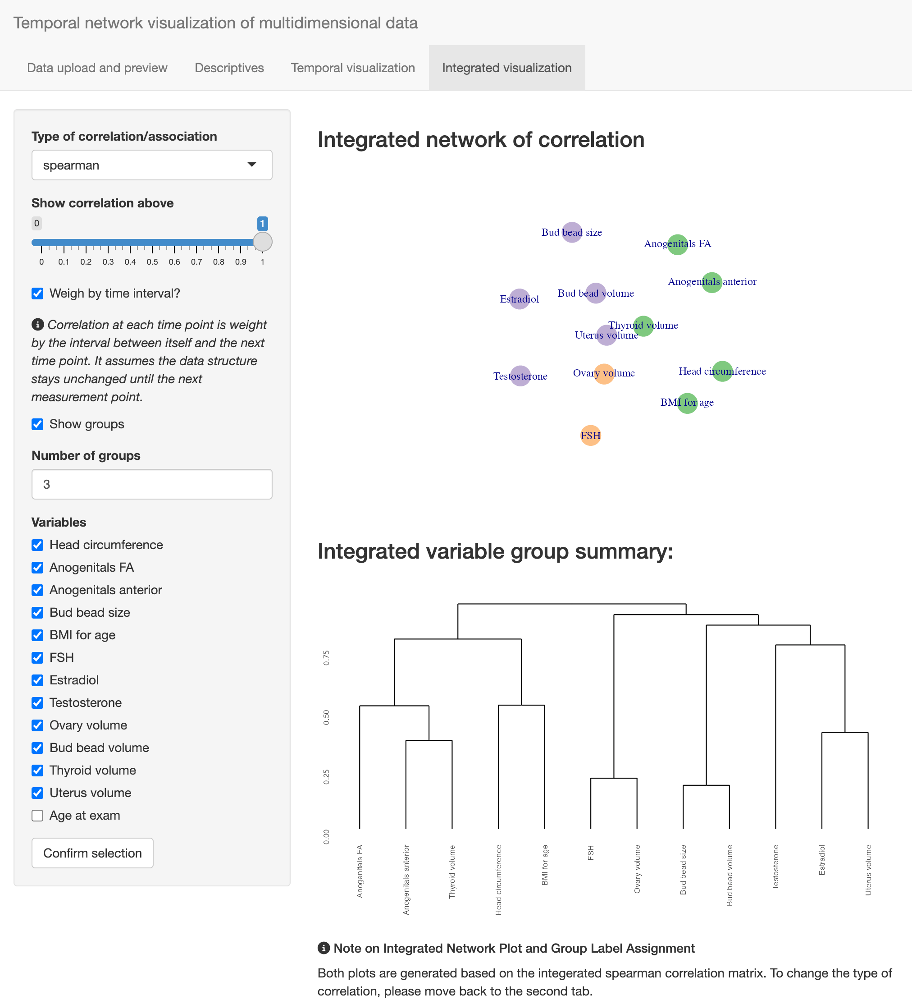 Temporal network visualization of multidimensional data
Data upload and preview
Descriptives
Temporal visualization
Integrated visualization
Type of correlation/association
spearman
Show correlation above
0
1
0 0.1 0.2 0.3 0.4 0.5 0.6 0.7 0.8 0.9 1
Weigh by time interval?
Correlation at each time point is weight
by the interval between itself and the next
time point. It assumes the data structure
stays unchanged until the next
measurement point.
Show groups
Number of groups
3
Variables
Head circumference
Anogenitals FA
Anogenitals anterior
Bud bead size
BMI for age
FSH
Estradiol
Testosterone
Ovary volume
Bud bead volume
Thyroid volume
Uterus volume
Age at exam
Confirm selection
Integrated network of correlation
Bud bead size
Anogenitals FA
Anogenitals anterior
Bud bead volume
Estradiol
Thyroid volume
Uterus volume
Head circumference
Ovary volume
Testosterone
BMI for age
FSH
Integrated variable group summary:
0.75
0.50
0.25
0.00
Anogenitals FA
Anogenitals anterior
Thyroid volume
Head circumference
BMI for age
FSH
Ovary volume
Bud bead size
Bud bead volume
Testosterone
Estradiol
Uterus volume
Note on Integrated Network Plot and Group Label Assignment
Both plots are generated based on the integerated spearman correlation matrix. To change the type of
correlation, please move back to the second tab.